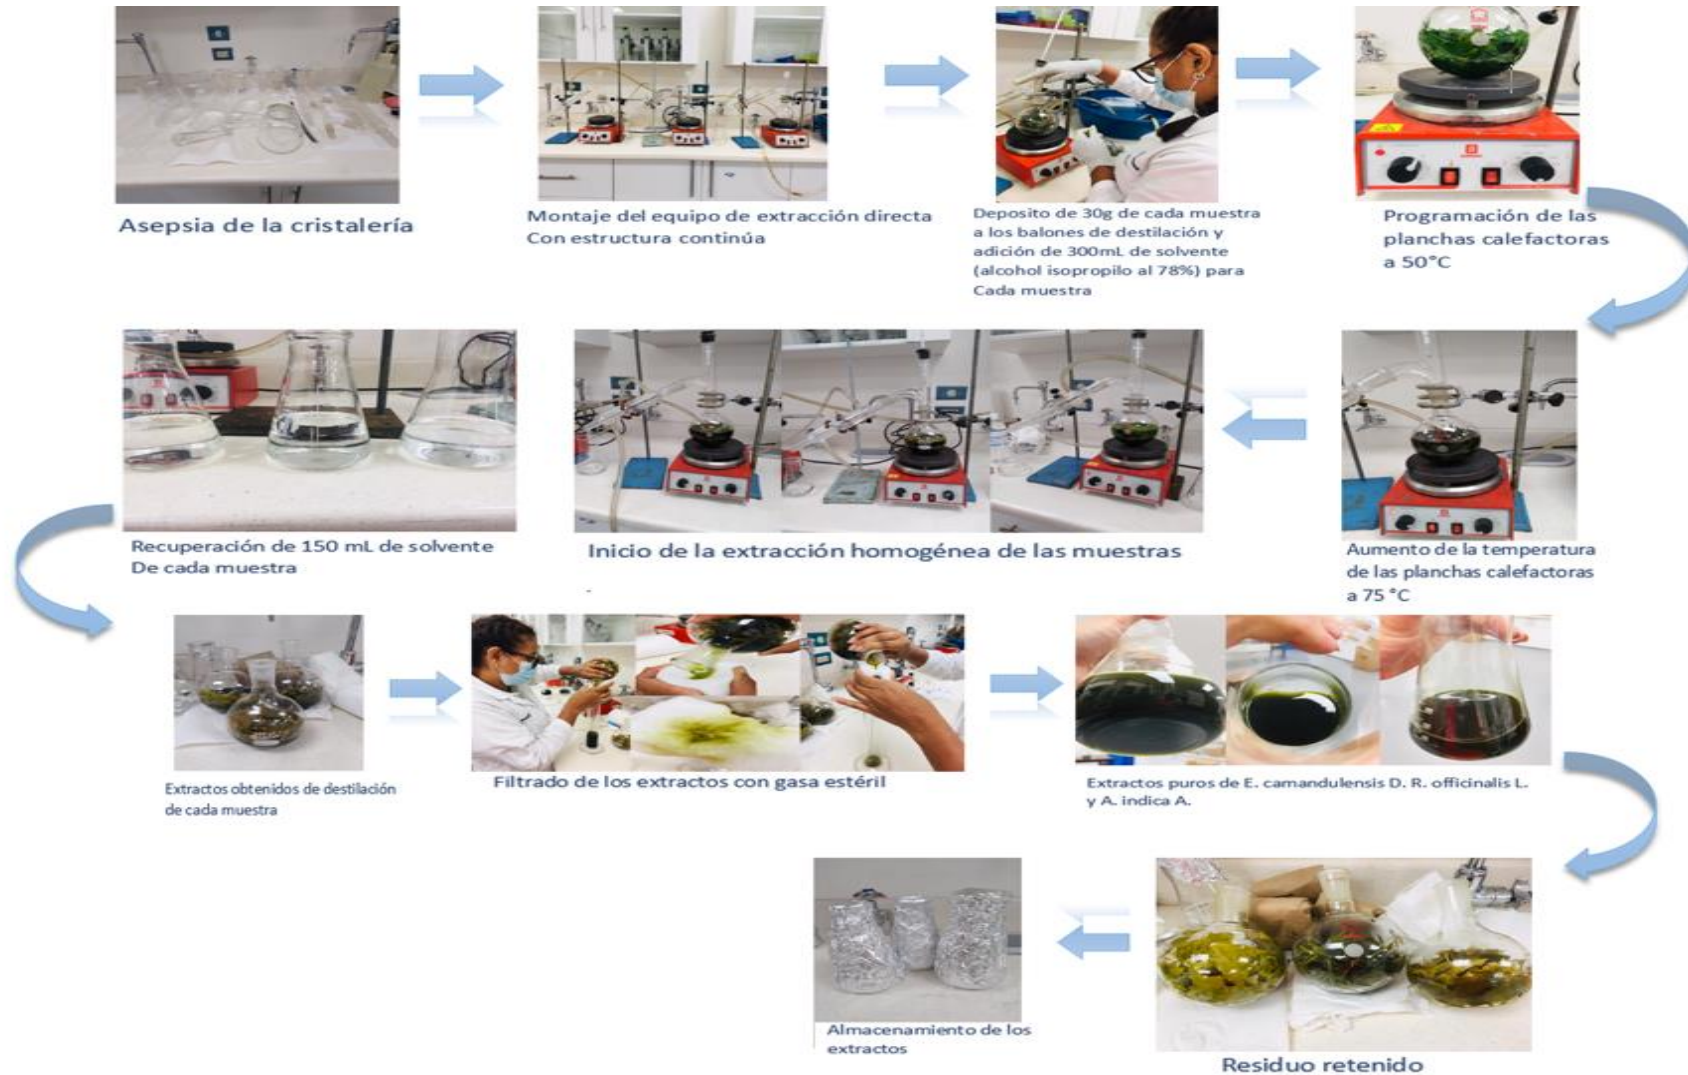 Asepsia de la cristalería
Montaje del equipo de extracción directa
Con estructura continúa
Deposito de 30g de cada muestra
a los balones de destilación y
adición de 300mL de solvente
(alcohol isopropilo al 78%) para
Cada muestra
Programación de las
planchas calefactoras
a 50°C
Aumento de la temperatura
de las planchas calefactoras
a 75 °C
Inicio de la extracción homogénea de las muestras
Recuperación de 150 mL de solvente
De cada muestra
Extractos obtenidos de destilación
de cada muestra
Filtrado de los extractos con gasa estéril
Extractos puros de E. camandulensis D. R. officinalis L.
y A. indica A.
Residuo retenido
Almacenamiento de los
extractos